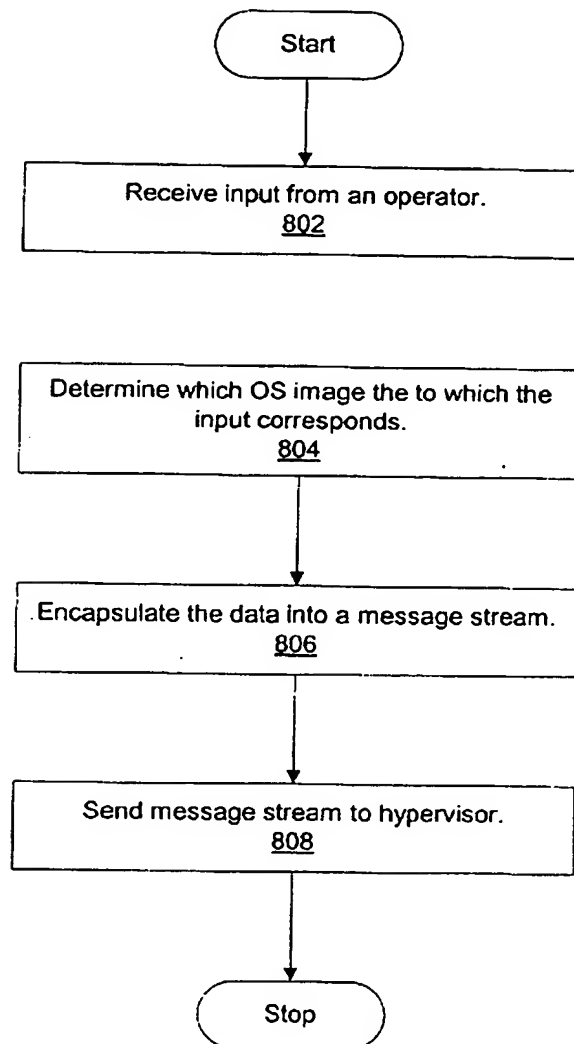 Start
Receive input from an operator.
802
Determine which OS image the to which the
input corresponds.
804
Encapsulate the data into a message stream.
806
Send message stream to hypervisor.
808
Stop